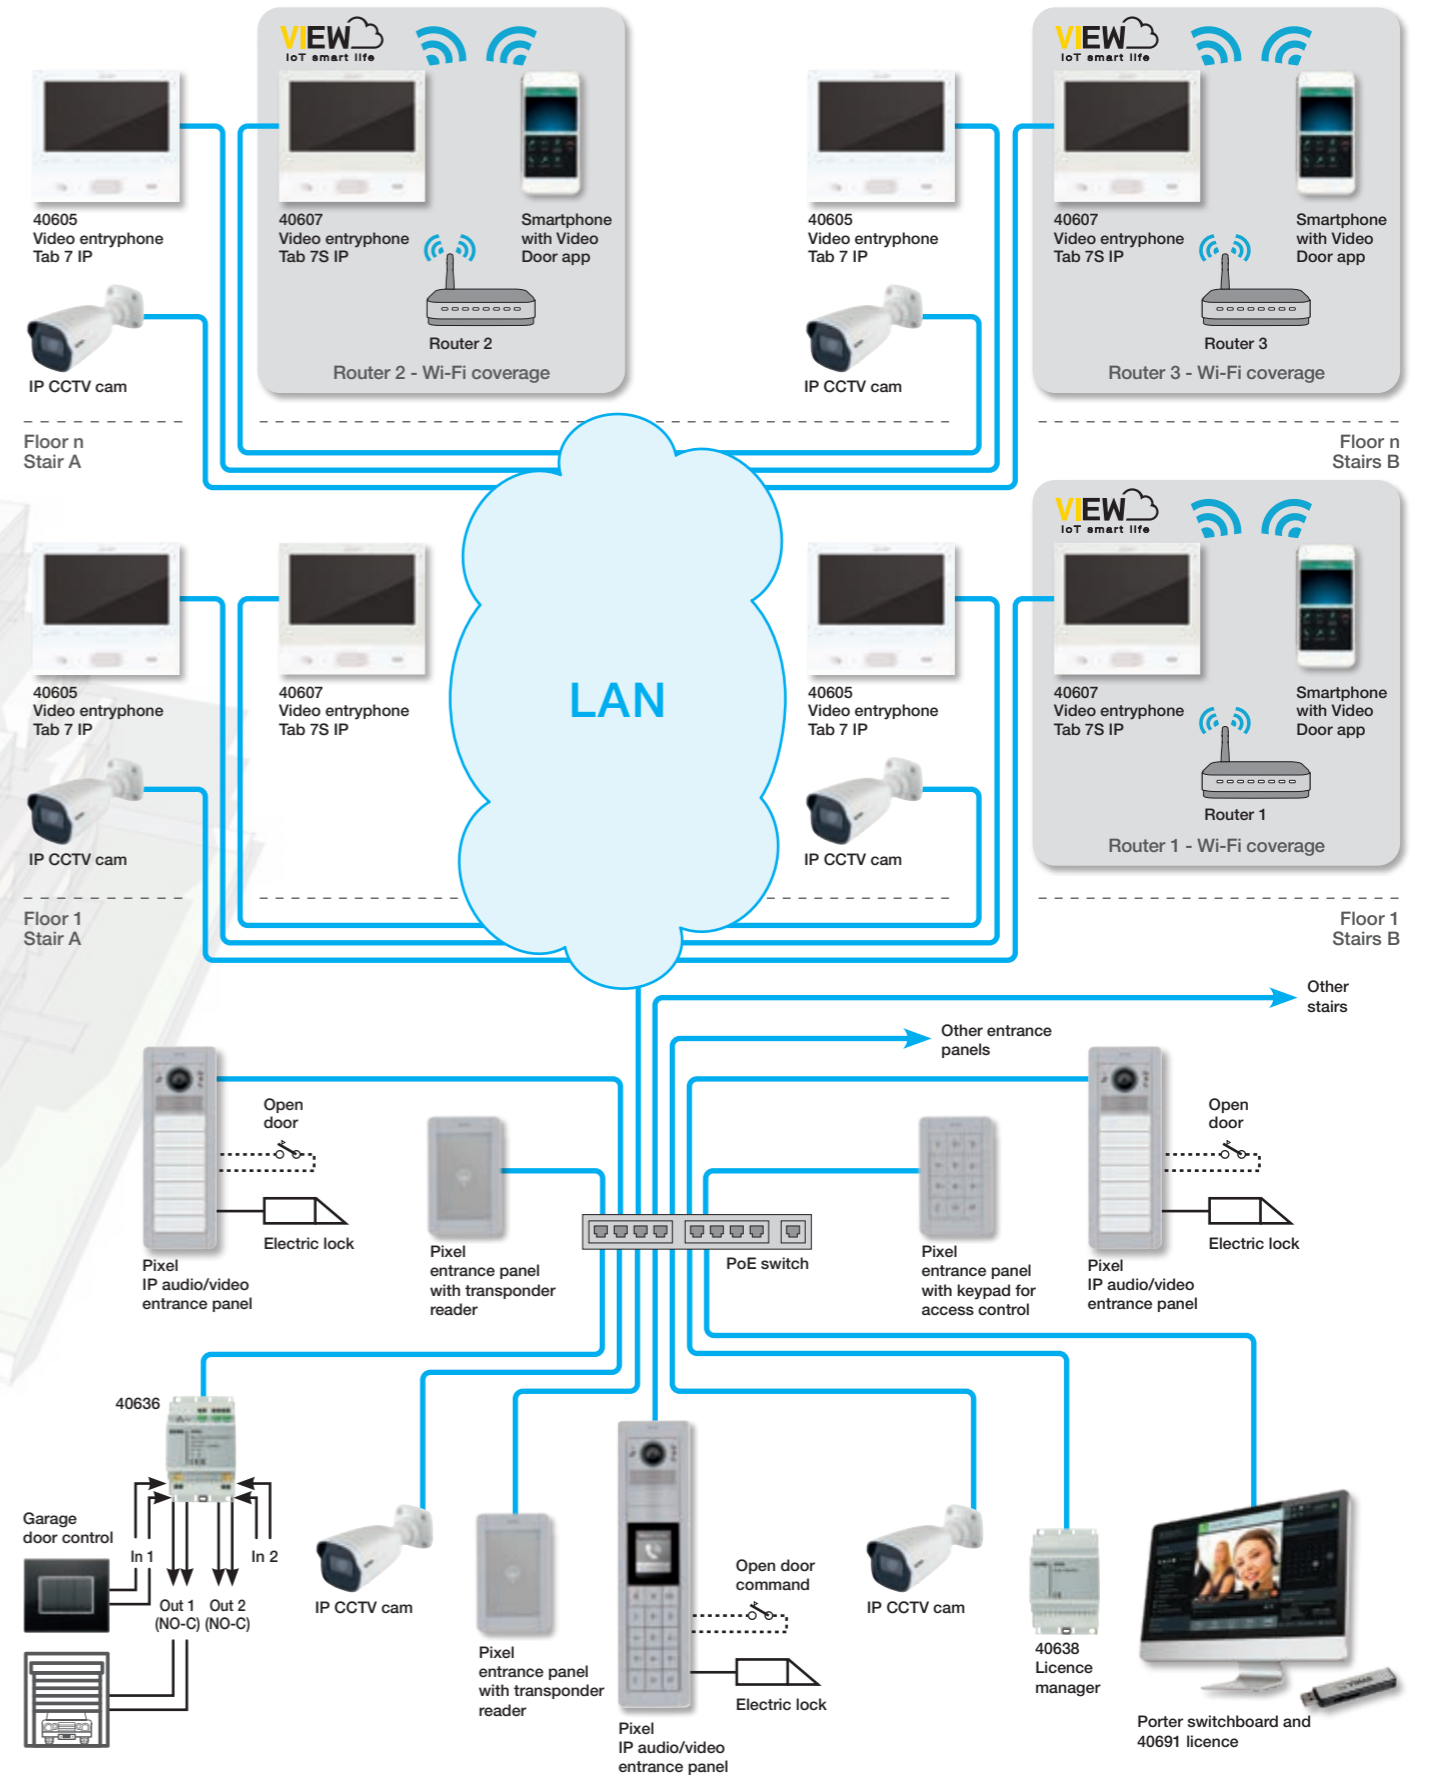 VIEW
IoT smart life
VIEW
IoT smart life
40605
Video entryphone
Tab 7 IP
40607
Video entryphone
Tab 7S IP
Smartphone
with Video
Door app
40605
Video entryphone
Tab 7 IP
40607
Video entryphone
Tab 7S IP
Smartphone
with Video
Door app
Router 2
Router 3
IP CCTV cam
Router 2 - Wi-Fi coverage
IP CCTV cam
Router 3 - Wi-Fi coverage
Floor n
Stair A
Floor n
Stairs B
VIEW
IoT smart life
LAN
40605
Video entryphone
Tab 7 IP
40607
Video entryphone
Tab 7S IP
40605
Video entryphone
Tab 7 IP
40607
Video entryphone
Tab 7S IP
Smartphone
with Video
Door app
Router 1
IP CCTV cam
IP CCTV cam
Router 1 - Wi-Fi coverage
Floor 1
Stair A
Floor 1
Stairs B
Other
stairs
Other entrance
panels
Open
door
Electric lock
Open
door
Electric lock
Pixel
IP audio/video
entrance panel
Pixel
entrance panel
with transponder
reader
PoE switch
Pixel
entrance panel
with keypad for
access control
Pixel
IP audio/video
entrance panel
40636
Garage
door control
In 1
In 2
Out 1
(NO-C)
Out 2
(NO-C)
IP CCTV cam
Pixel
entrance panel
with transponder
reader
Open door
command
Electric lock
Pixel
IP audio/video
entrance panel
IP CCTV cam
40638
Licence
manager
VIMAR
Porter switchboard and
40691 licence